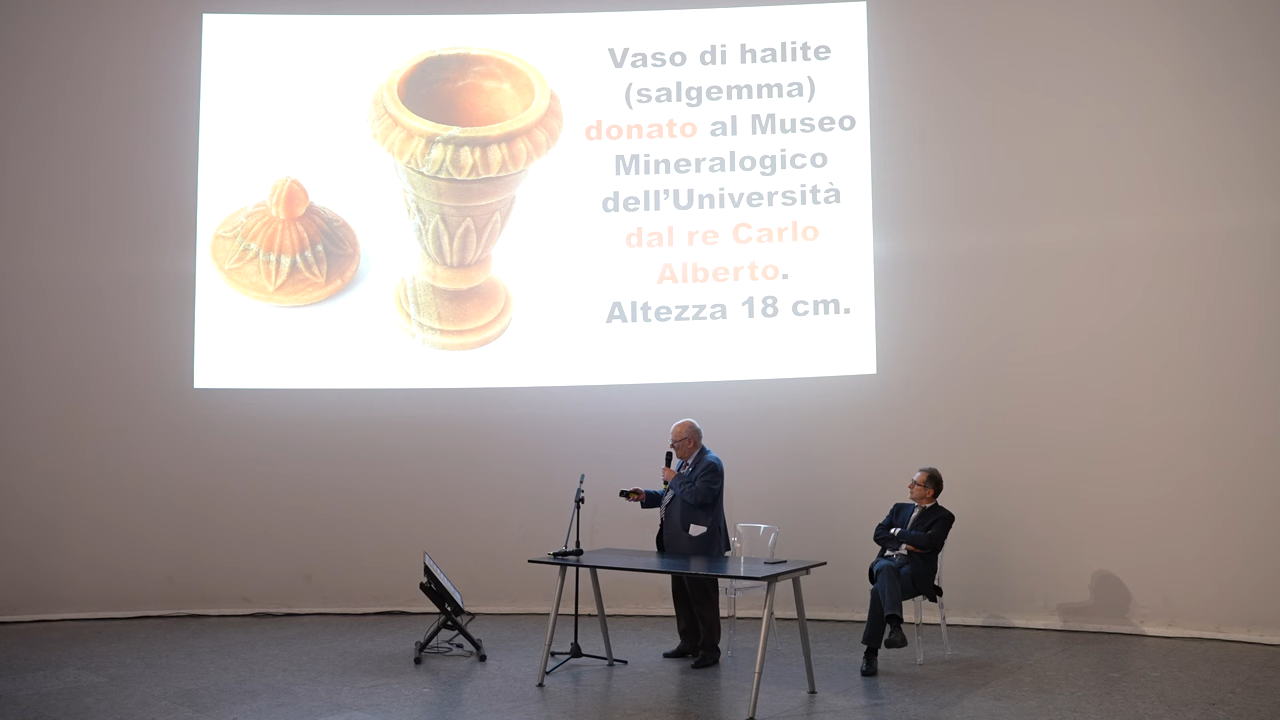 Vaso di halite
(salgemma)
donato al Museo
Mineralogico
dell’Università
dal re Carlo
Alberto.
Altezza 18 cm.